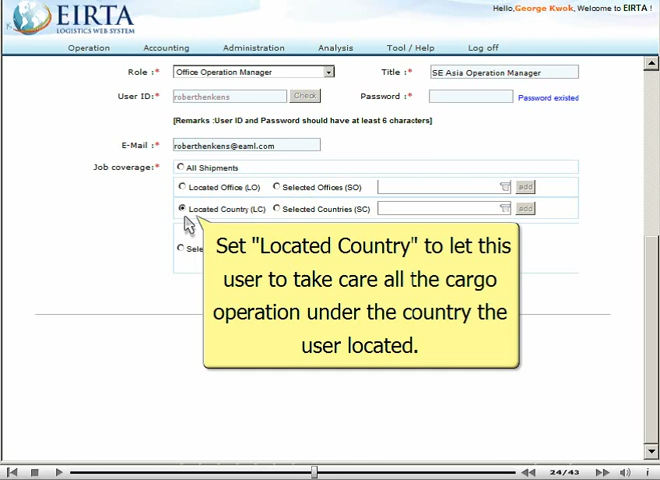 EIRTA
LOGISTICS WEB SYSTEM
Hello,George Kwok, Welcome to EIRTA !
Operation Accounting Administration Analysis Tool / Help Log off
Role :* Office Operation Manager Title :* SE Asia Operation Manager
User ID:* roberthenkens Check Password :* Password existed
[Remarks :User ID and Password should have at least 6 characters]
E-Mail :* roberthenkens@eaml.com
Job coverage:* All Shipments
Located Office (LO) Selected Offices (SO) add
Located Country (LC) Selected Countries (SC) add
Sele
Set "Located Country" to let this
user to take care all the cargo
operation under the country the
user located.
24/43